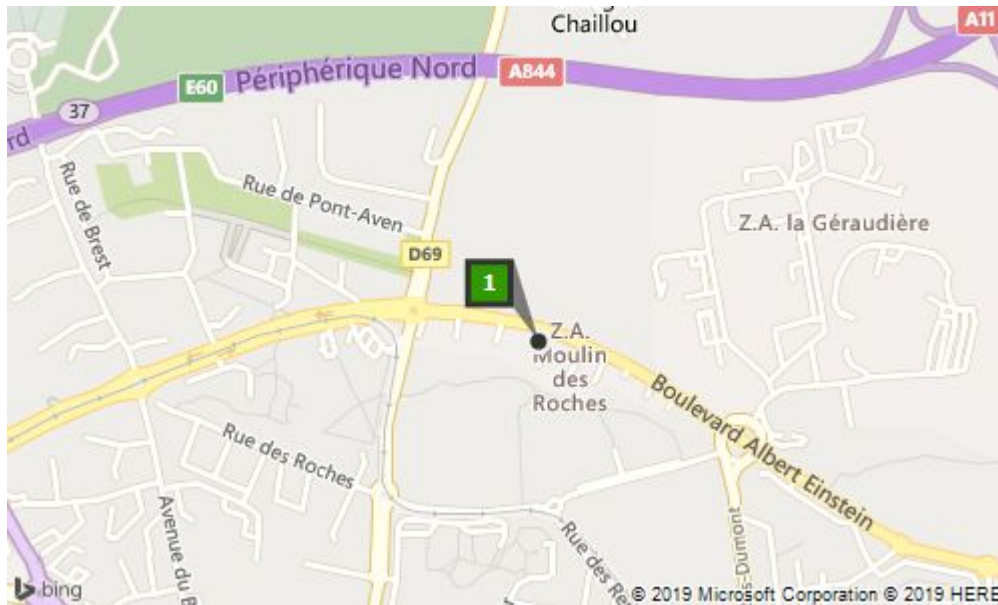 Chaillou
A11
Périphérique Nord
A844
E60
37
rd
Rue de Brest
Rue de Pont-Aven
Z.A. la Géraudière
D69
1
Z.A.
Moulin
des
Roches
Boulevard Albert Einstein
Rue des Roches
Avenue du B
Rue des Re
s-Dumont
bing
© 2019 Microsoft Corporation © 2019 HERE